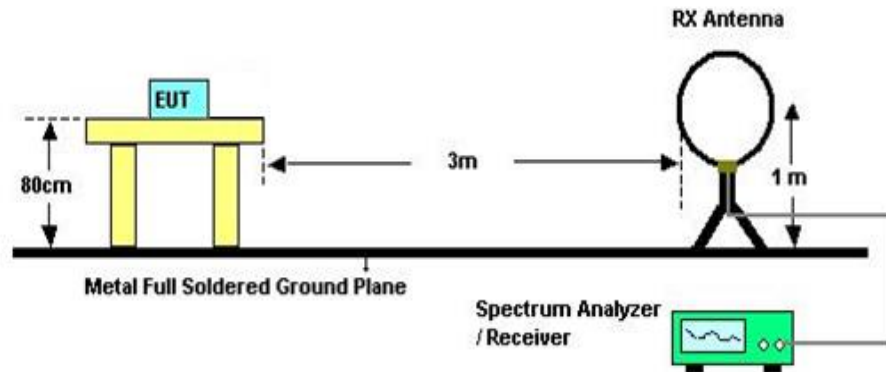 RX Antenna
EUT
80cm
3m
1 m
Metal Full Soldered Ground Plane
Spectrum Analyzer
/ Receiver